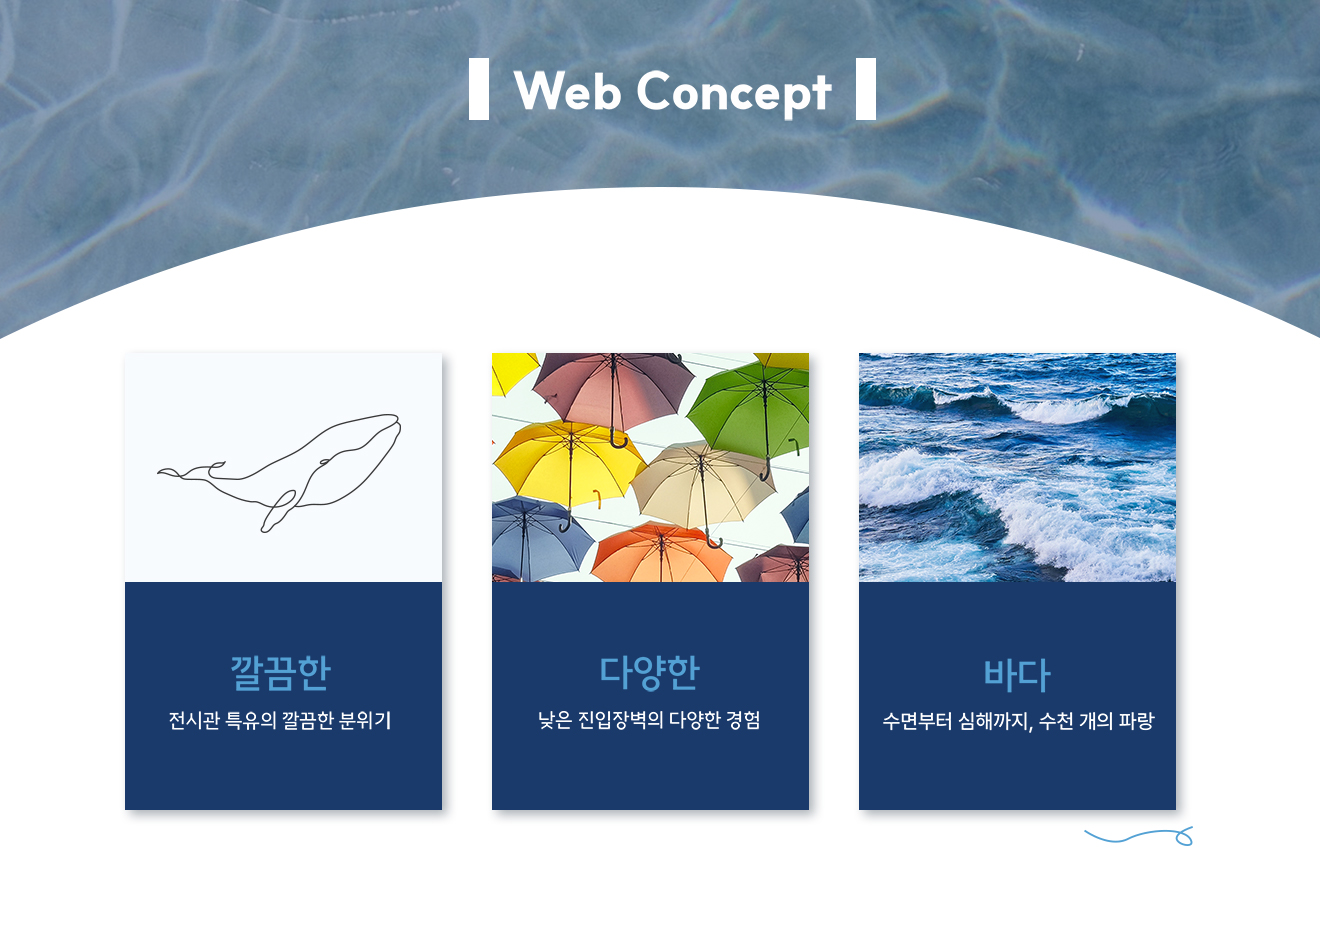 Web Concept
깔끔한
전시관 특유의 깔끔한 분위기
다양한
낮은 진입장벽의 다양한 경험
바다
수면부터 심해까지, 수천 개의 파랑